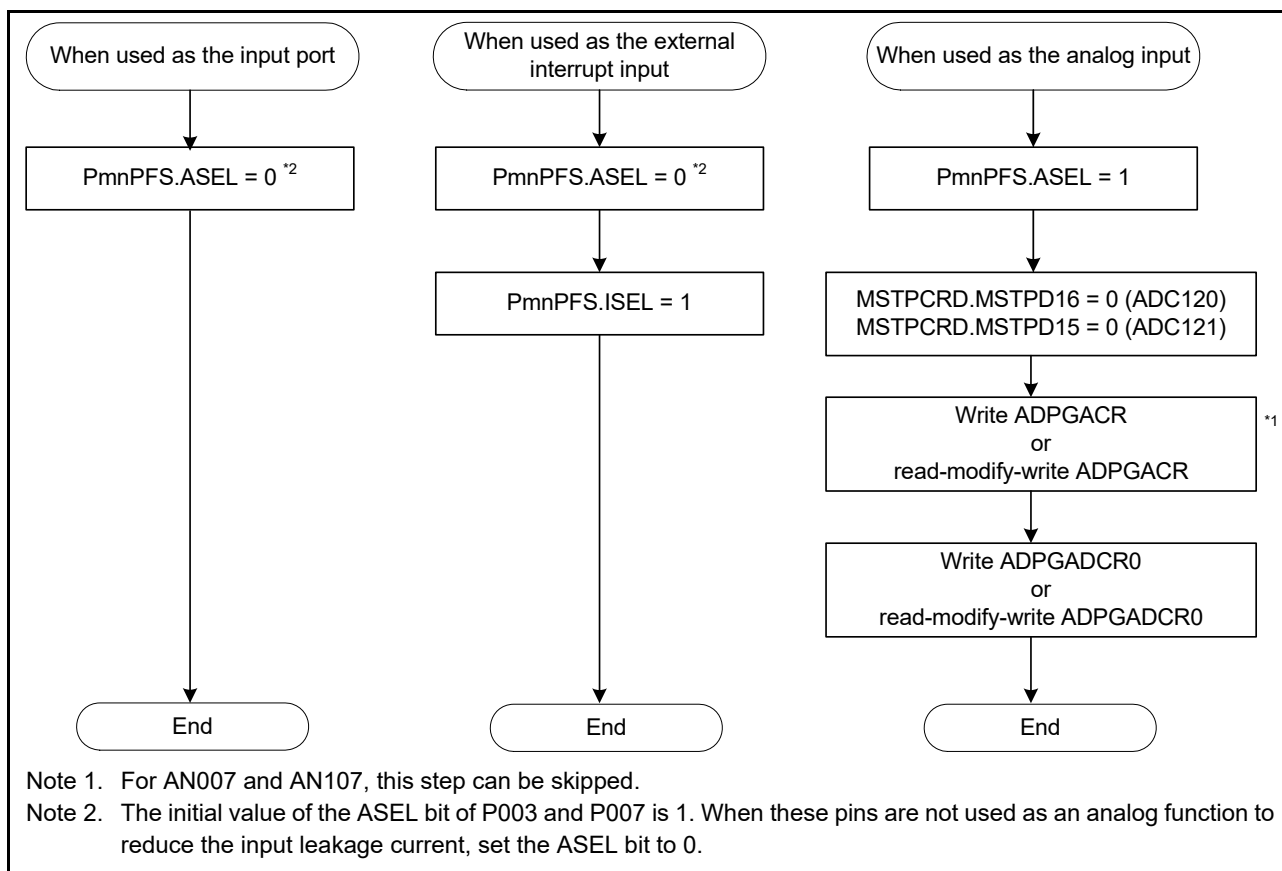 When used as the input port
PmnPFS.ASEL = 0 *2
End
When used as the external
interrupt input
PmnPFS.ASEL = 0 *2
PmnPFS.ISEL = 1
End
When used as the analog input
PmnPFS.ASEL = 1
MSTPCRD.MSTPD16 = 0 (ADC120)
MSTPCRD.MSTPD15 = 0 (ADC121)
Write ADPGACR
or
read-modify-write ADPGACR
*1
Write ADPGADCR0
or
read-modify-write ADPGADCR0
End
Note 1. For AN007 and AN107, this step can be skipped.
Note 2. The initial value of the ASEL bit of P003 and P007 is 1. When these pins are not used as an analog function to
reduce the input leakage current, set the ASEL bit to 0.